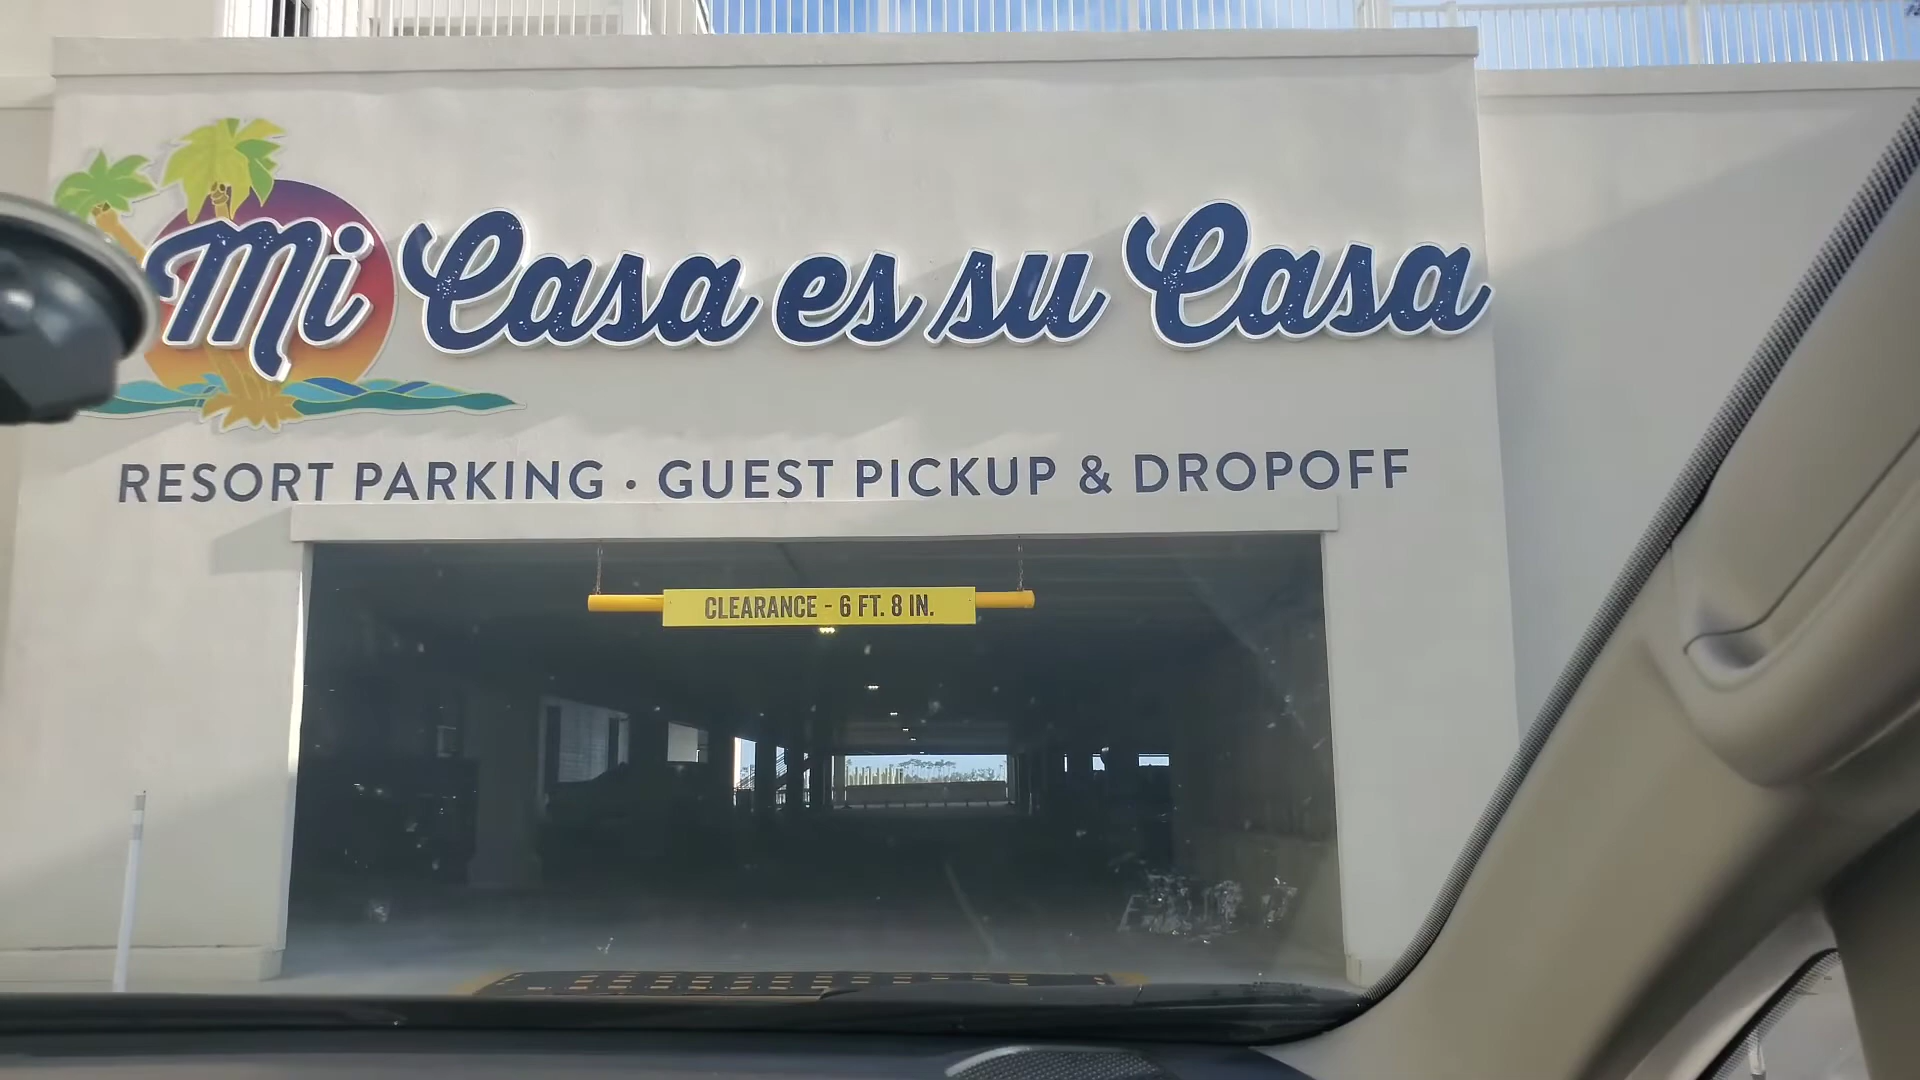 Mi Casa es su Casa
RESORT PARKING · GUEST PICKUP & DROPOFF
CLEARANCE - 6 FT. 8 IN.